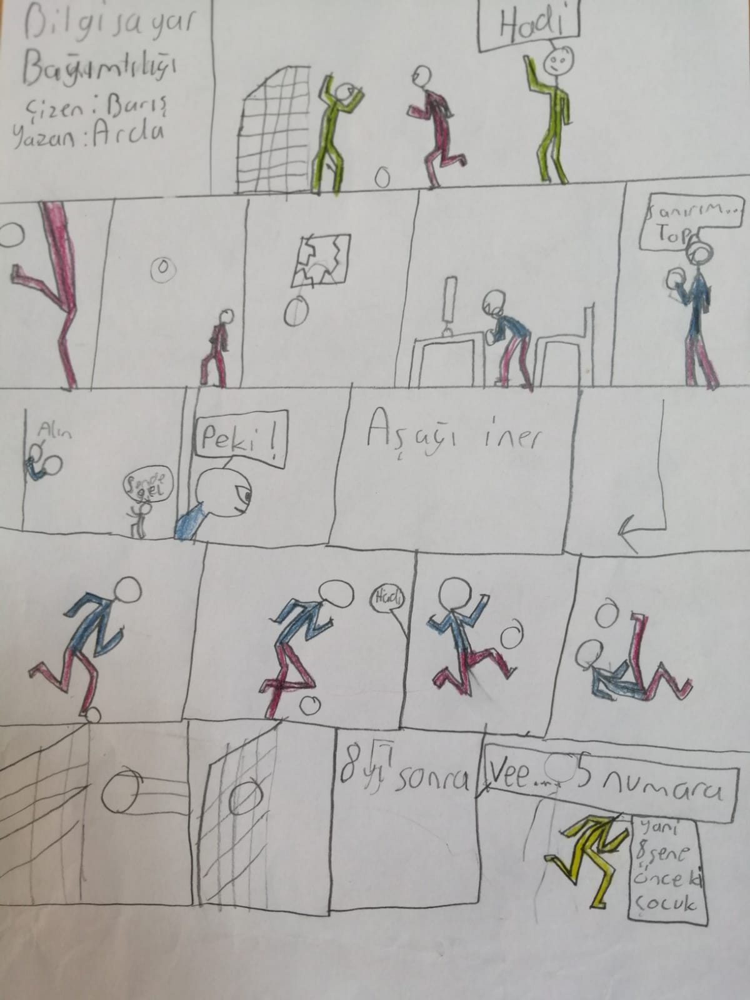 Bilgisayar
Bağımtılığı
Çizen : Barış
Yazan : Arda
Hadi
Sanırım...
Top
Alın
Sende
gel
Peki!
Aşağı iner
Hadi
8 yıl sonra
Vee.... 5 numara
yani
8 sene
önceki
çocuk